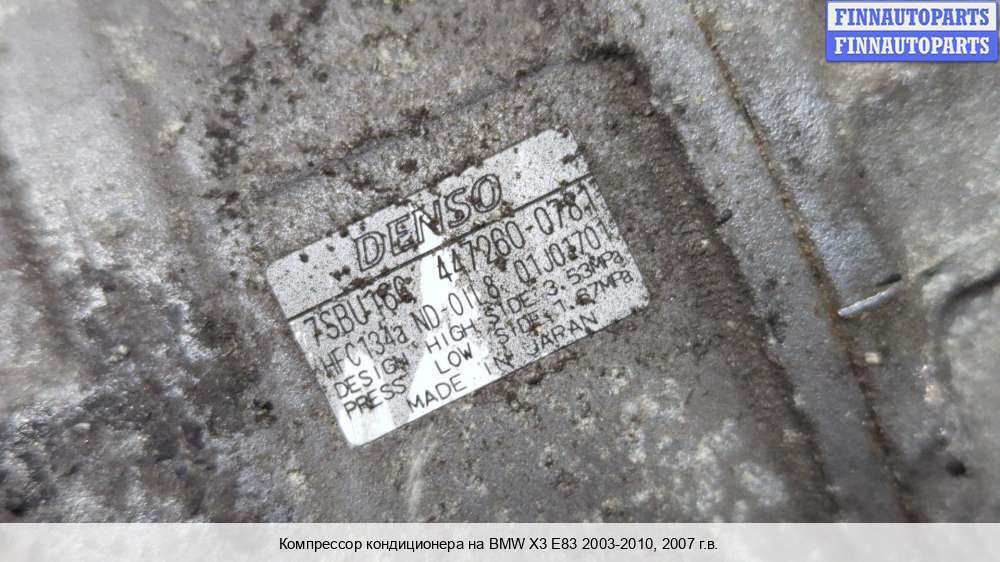 FINNAUTOPARTS
FINNAUTOPARTS
DENSO
7SBU16C 447260-0781
HFC134a ND-OIL8 01J01701
DESIGN HIGH SIDE 3.53MPa
PRESS LOW SIDE 1.67MPa
MADE IN JAPAN
Компрессор кондиционера на BMW X3 E83 2003-2010, 2007 г.в.